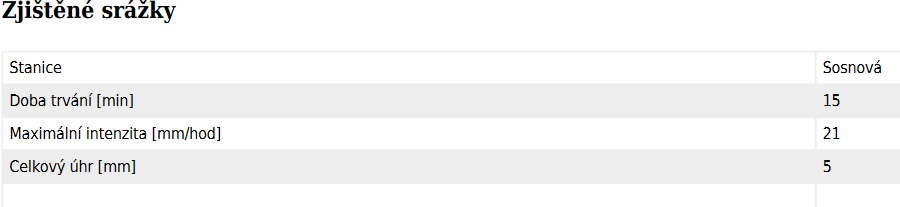 Zjištěné srážky
Stanice Sosnová
Doba trvání [min] 15
Maximální intenzita [mm/hod] 21
Celkový úhr [mm] 5